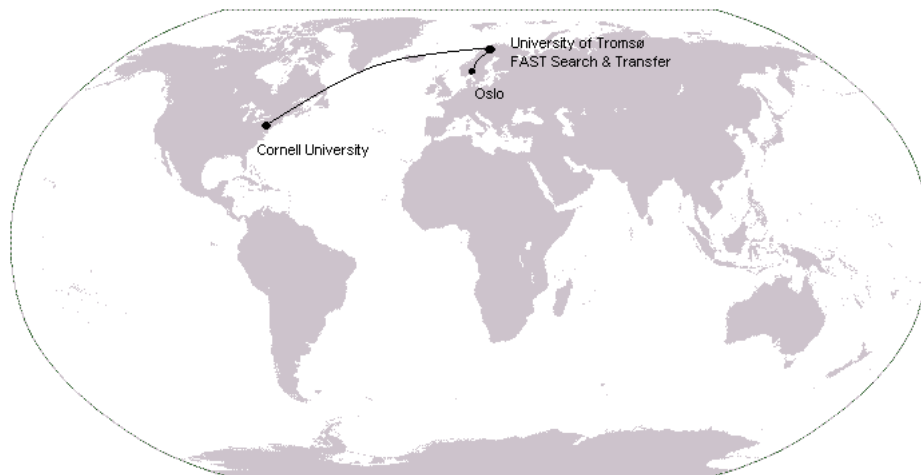 University of Tromsø
FAST Search & Transfer
Oslo
Cornell University